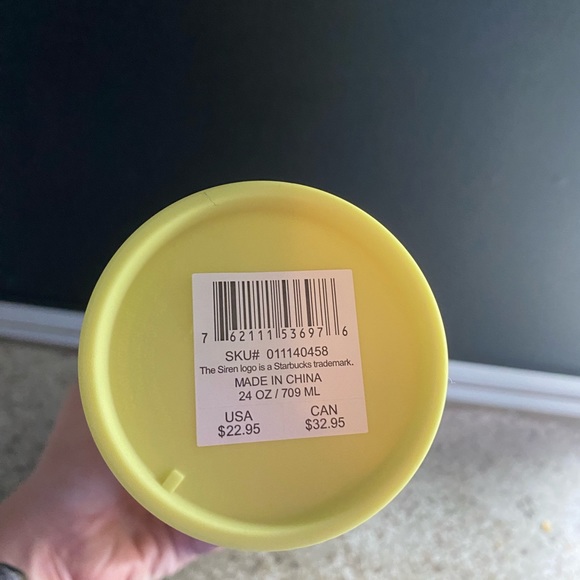 7 62111 53697 6
SKU# 011140458
The Siren logo is a Starbucks trademark.
MADE IN CHINA
24 OZ / 709 ML
USA CAN
$22.95 $32.95